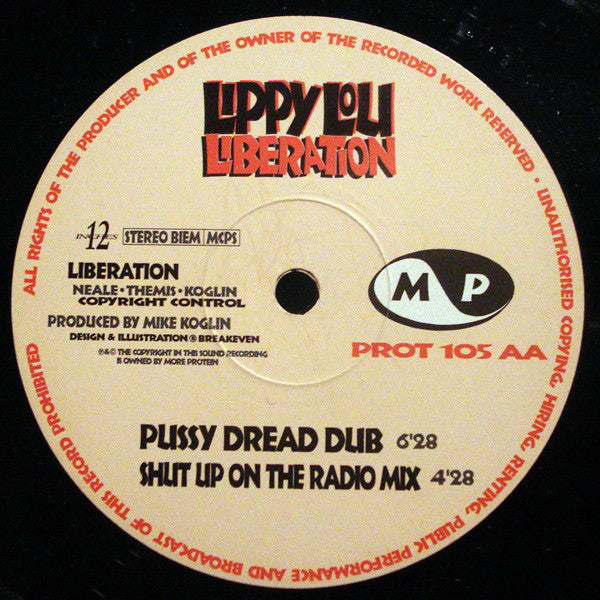 LIPPY LOU
LIBERATION
ALL RIGHTS OF THE PRODUCER AND OF THE OWNER OF THE RECORDED WORK RESERVED • UNAUTHORISED COPYING, HIRING, RENTING, PUBLIC PERFORMANCE AND BROADCAST OF THIS RECORD PROHIBITED
12 INCHES STEREO BIEM MCPS
LIBERATION
NEALE • THEMIS • KOGLIN
COPYRIGHT CONTROL
PRODUCED BY MIKE KOGLIN
DESIGN & ILLUSTRATION ® BREAKEVEN
℗&© THE COPYRIGHT IN THIS SOUND RECORDING
IS OWNED BY MORE PROTEIN
M P
PROT 105 AA
PUSSY DREAD DUB 6'28
SHUT UP ON THE RADIO MIX 4'28